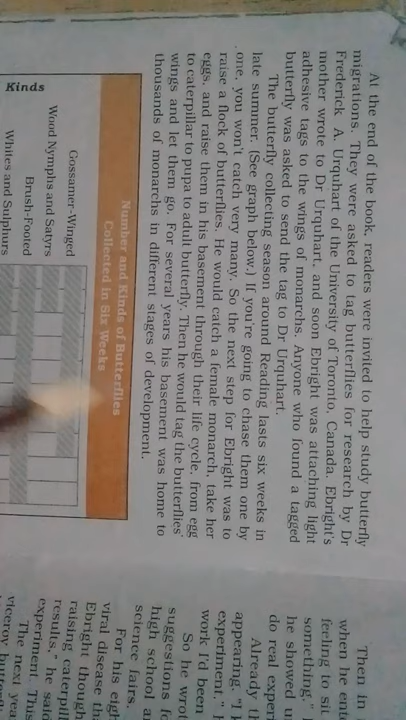 At the end of the book, readers were invited to help study butterfly
migrations. They were asked to tag butterflies for research by Dr
Frederick A. Urquhart of the University of Toronto, Canada. Ebright's
mother wrote to Dr Urquhart, and soon Ebright was attaching light
adhesive tags to the wings of monarchs. Anyone who found a tagged
butterfly was asked to send the tag to Dr Urquhart.
The butterfly collecting season around Reading lasts six weeks in
late summer. (See graph below.) If you're going to chase them one by
one, you won't catch very many. So the next step for Ebright was to
raise a flock of butterflies. He would catch a female monarch, take her
eggs, and raise them in his basement through their life cycle, from egg
to caterpillar to pupa to adult butterfly. Then he would tag the butterflies'
wings and let them go. For several years his basement was home to
thousands of monarchs in different stages of development.
Number and Kinds of Butterflies
Collected in Six Weeks
Kinds
Gossamer-Winged
Wood Nymphs and Satyrs
Brush-Footed
Whites and Sulphurs
Then in
when he ent
feeling to si
something."
he showed
do real exper
Already th
appearing. "I
experiment."
work I'd been
So he wrot
suggestions fo
high school a
science fairs.
For his eigh
viral disease th
Ebright though
raising caterpil
results," he said
experiment. This
The next year
viceroy butterf